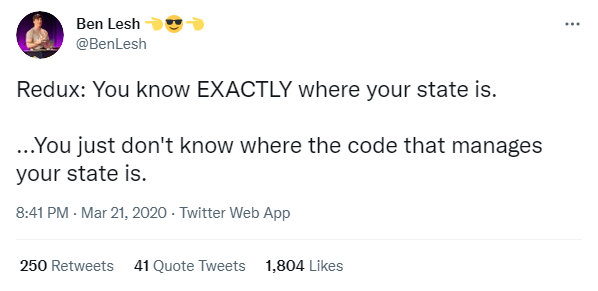 Ben Lesh 👈😎👈
@BenLesh
Redux: You know EXACTLY where your state is.
...You just don't know where the code that manages
your state is.
8:41 PM · Mar 21, 2020 · Twitter Web App
250 Retweets 41 Quote Tweets 1,804 Likes